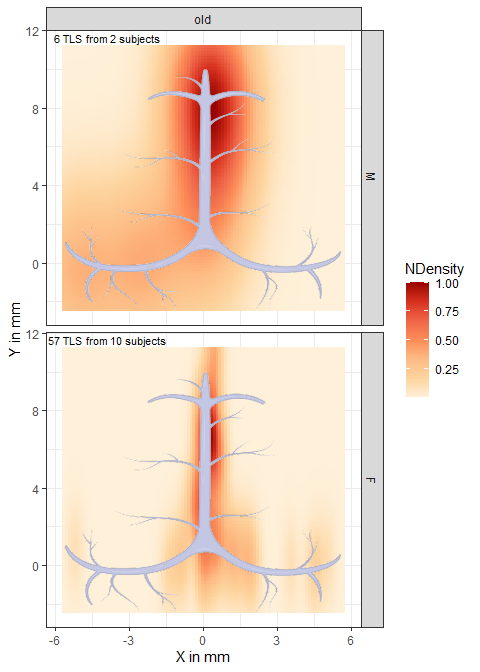 old
12
6 TLS from 2 subjects
8
4
0
M
12
57 TLS from 10 subjects
8
4
0
F
-6
-3
0
3
6
X in mm
Y in mm
NDensity
1.00
0.75
0.50
0.25